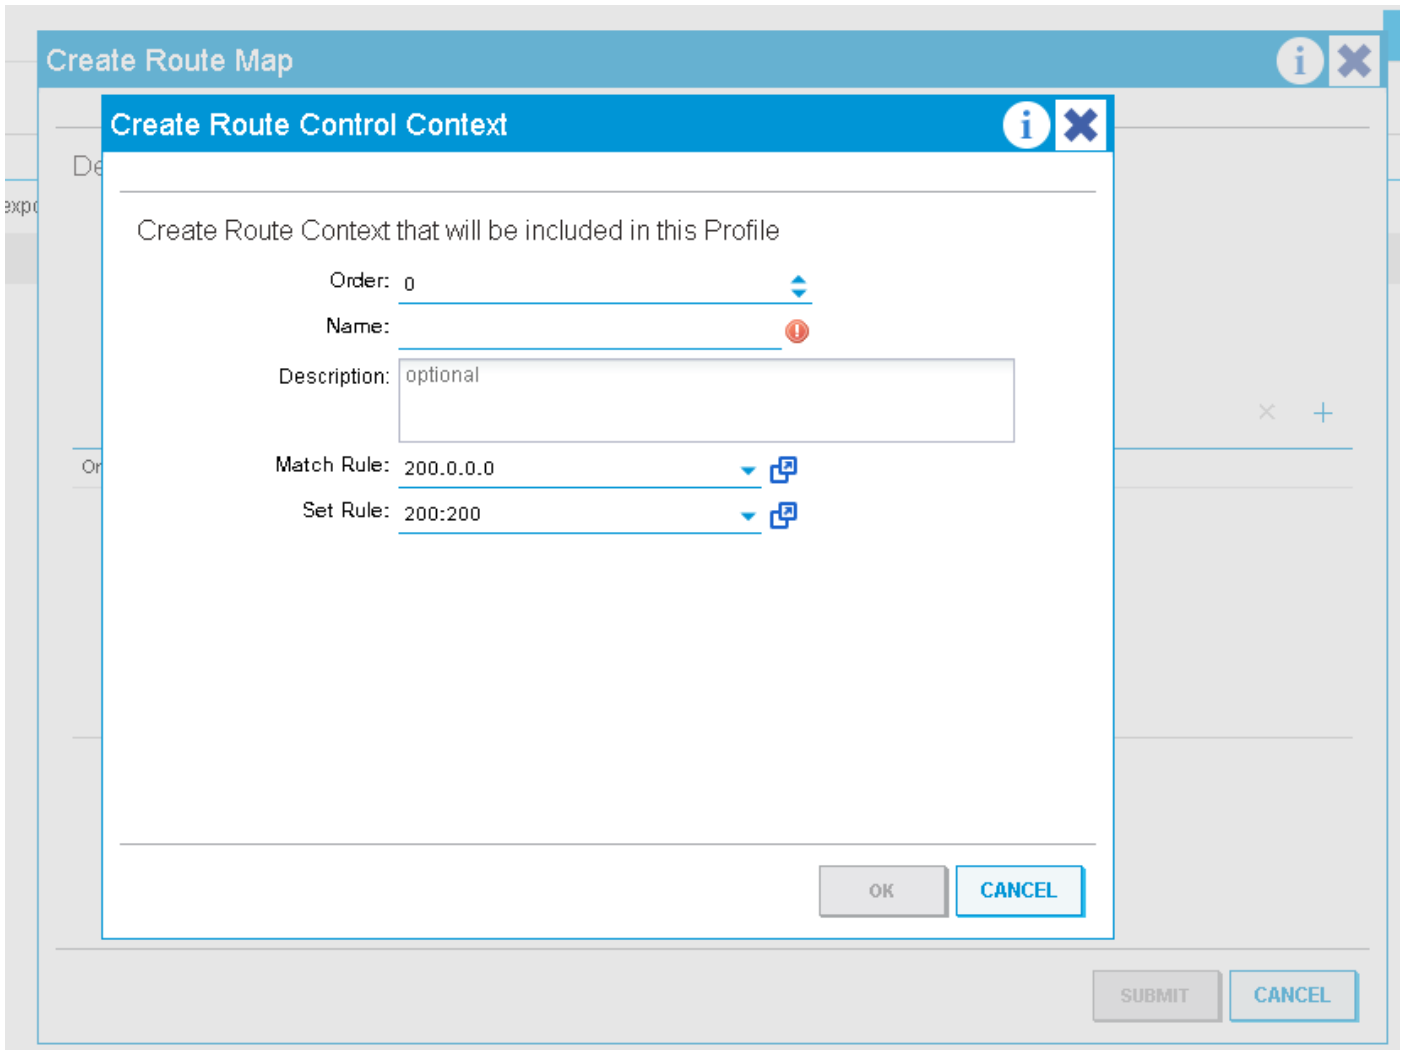 Create Route Map
i
Create Route Control Context
i
De
expo
Create Route Context that will be included in this Profile
Order: 0
Name:
Description: optional
Or
Match Rule: 200.0.0.0
Set Rule: 200:200
OK CANCEL
SUBMIT CANCEL